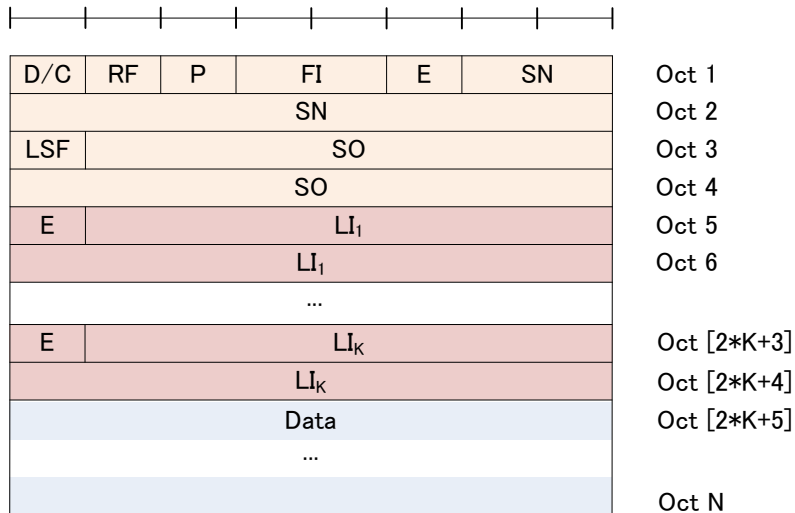 D/C RF P FI E SN Oct 1
SN Oct 2
LSF SO Oct 3
SO Oct 4
E LI₁ Oct 5
LI₁ Oct 6
...
E LIₖ Oct [2*K+3]
LIₖ Oct [2*K+4]
Data Oct [2*K+5]
...
Oct N